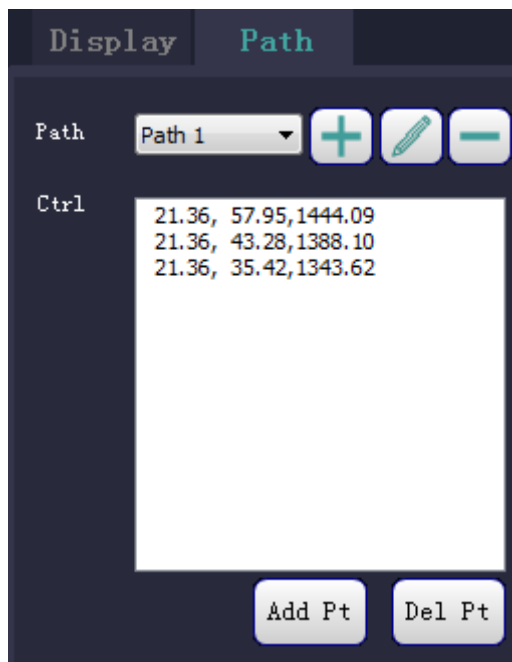 Display Path
Path Path 1
Ctrl
21.36, 57.95,1444.09
21.36, 43.28,1388.10
21.36, 35.42,1343.62
Add Pt Del Pt